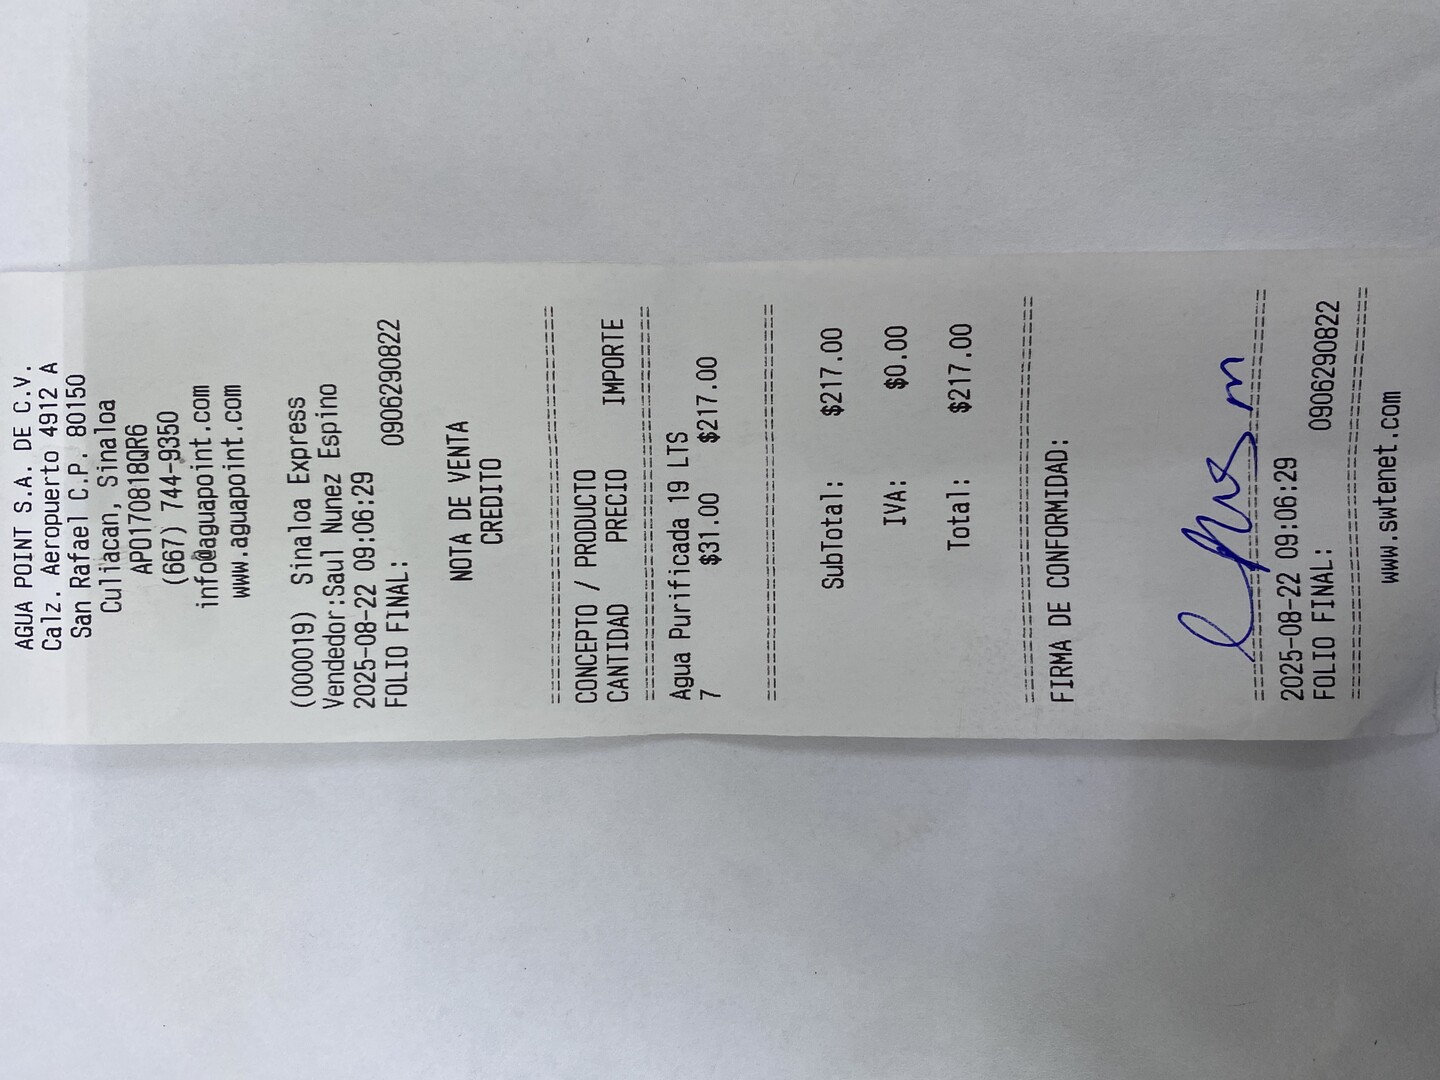 AGUA POINT S.A. DE C.V.
Calz. Aeropuerto 4912 A
San Rafael C.P. 80150
Culiacan, Sinaloa
APO170818QR6
(667) 744-9350
info@aguapoint.com
www.aguapoint.com
(000019) Sinaloa Express
Vendedor:Saul Nunez Espino
2025-08-22 09:06:29
FOLIO FINAL: 0906290822
NOTA DE VENTA
CREDITO
CONCEPTO / PRODUCTO
CANTIDAD PRECIO IMPORTE
Agua Purificada 19 LTS
7 $31.00 $217.00
SubTotal: $217.00
IVA: $0.00
Total: $217.00
FIRMA DE CONFORMIDAD:
2025-08-22 09:06:29
FOLIO FINAL: 0906290822
www.swtenet.com